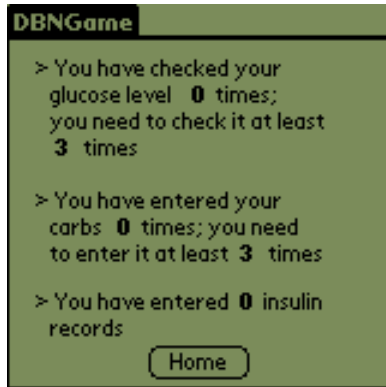 DBNGame
> You have checked your
glucose level 0 times;
you need to check it at least
3 times
> You have entered your
carbs 0 times; you need
to enter it at least 3 times
> You have entered 0 insulin
records
Home